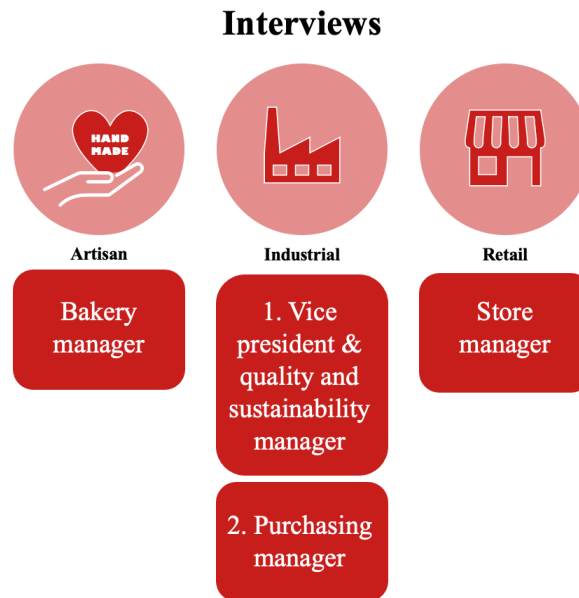 Interviews
HAND
MADE
Artisan
Industrial
Retail
Bakery
manager
1. Vice
president &
quality and
sustainability
manager
Store
manager
2. Purchasing
manager